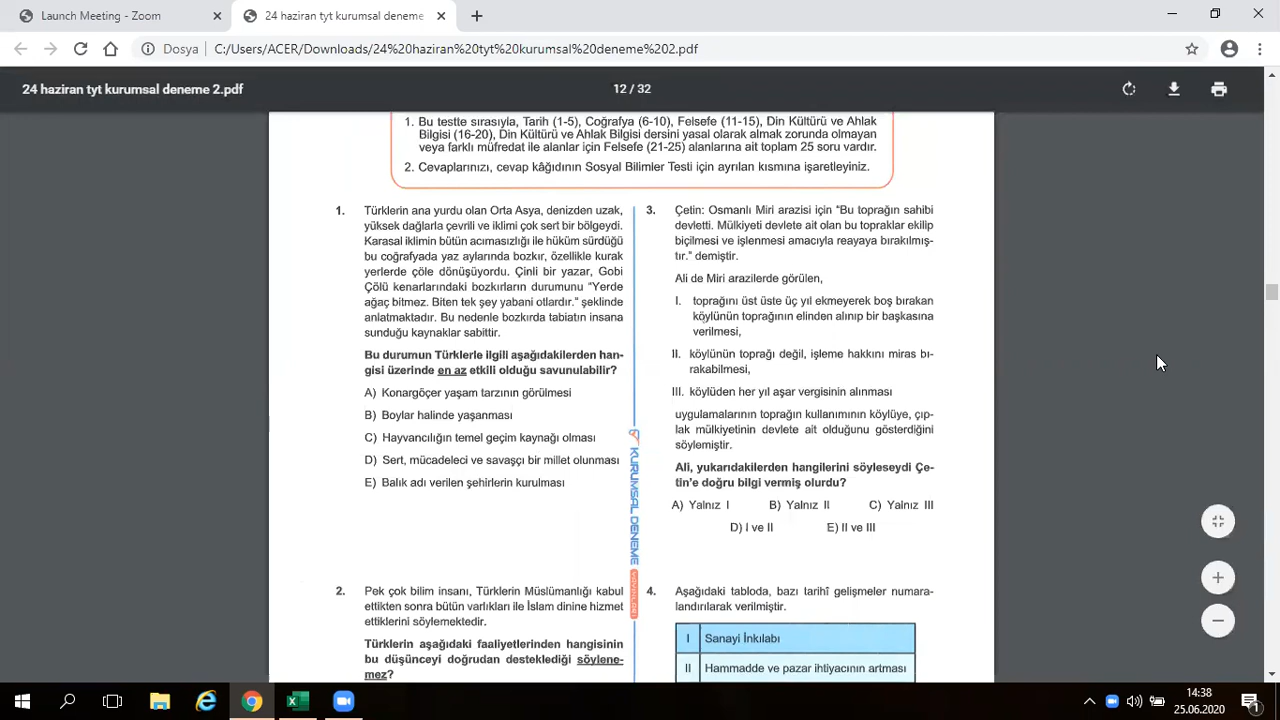 Launch Meeting - Zoom
24 haziran tyt kurumsal deneme
Dosya
C:/Users/ACER/Downloads/24%20haziran%20tyt%20kurumsal%20deneme%202.pdf
24 haziran tyt kurumsal deneme 2.pdf
12 / 32
1. Bu testte sırasıyla, Tarih (1-5), Coğrafya (6-10), Felsefe (11-15), Din Kültürü ve Ahlak
Bilgisi (16-20), Din Kültürü ve Ahlak Bilgisi dersini yasal olarak almak zorunda olmayan
veya farklı müfredat ile alanlar için Felsefe (21-25) alanlarına ait toplam 25 soru vardır.
2. Cevaplarınızı, cevap kâğıdının Sosyal Bilimler Testi için ayrılan kısmına işaretleyiniz.
1. Türklerin ana yurdu olan Orta Asya, denizden uzak,
yüksek dağlarla çevrili ve iklimi çok sert bir bölgeydi.
Karasal iklimin bütün acımasızlığı ile hüküm sürdüğü
bu coğrafyada yaz aylarında bozkır, özellikle kurak
yerlerde çöle dönüşüyordu. Çinli bir yazar, Gobi
Çölü kenarlarındaki bozkırların durumunu “Yerde
ağaç bitmez. Biten tek şey yabani otlardır.” şeklinde
anlatmaktadır. Bu nedenle bozkırda tabiatın insana
sunduğu kaynaklar sabittir.
Bu durumun Türklerle ilgili aşağıdakilerden han-
gisi üzerinde en az etkili olduğu savunulabilir?
A) Konargöçer yaşam tarzının görülmesi
B) Boylar halinde yaşanması
C) Hayvancılığın temel geçim kaynağı olması
D) Sert, mücadeleci ve savaşçı bir millet olunması
E) Balık adı verilen şehirlerin kurulması
2. Pek çok bilim insanı, Türklerin Müslümanlığı kabul
ettikten sonra bütün varlıkları ile İslam dinine hizmet
ettiklerini söylemektedir.
Türklerin aşağıdaki faaliyetlerinden hangisinin
bu düşünceyi doğrudan desteklediği söylene-
mez?
KURUMSAL DENEME
3. Çetin: Osmanlı Miri arazisi için “Bu toprağın sahibi
devletti. Mülkiyeti devlete ait olan bu topraklar ekilip
biçilmesi ve işlenmesi amacıyla reayaya bırakılmış-
tır.” demiştir.
Ali de Miri arazilerde görülen,
I. toprağını üst üste üç yıl ekmeyerek boş bırakan
köylünün toprağının elinden alınıp bir başkasına
verilmesi,
II. köylünün toprağı değil, işleme hakkını miras bı-
rakabilmesi,
III. köylüden her yıl aşar vergisinin alınması
uygulamalarının toprağın kullanımının köylüye, çıp-
lak mülkiyetinin devlete ait olduğunu gösterdiğini
söylemiştir.
Ali, yukarıdakilerden hangilerini söyleseydi Çe-
tin’e doğru bilgi vermiş olurdu?
A) Yalnız I B) Yalnız II C) Yalnız III
D) I ve II E) II ve III
4. Aşağıdaki tabloda, bazı tarihî gelişmeler numara-
landırılarak verilmiştir.
I Sanayi İnkılabı
II Hammadde ve pazar ihtiyacının artması
14:38
25.06.2020
1